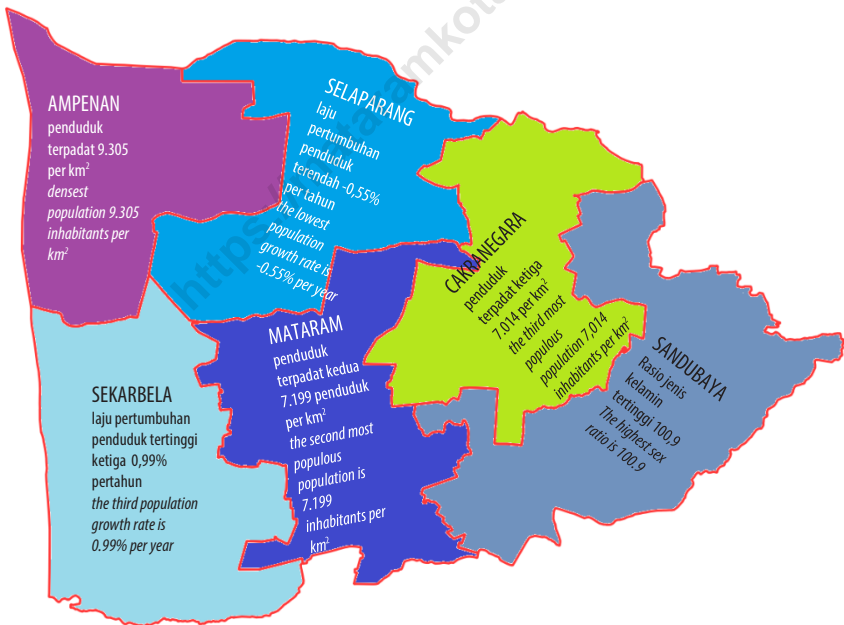 AMPENAN
penduduk
terpadat 9.305
per km²
densest
population 9.305
inhabitants per
km²
SELAPARANG
laju
pertumbuhan
penduduk
terendah -0,55%
per tahun
the lowest
population
growth rate is
-0.55% per year
CAKRANEGARA
penduduk
terpadat ketiga
7.014 per km²
the third most
populous
population 7,014
inhabitants per km²
MATARAM
penduduk
terpadat kedua
7.199 penduduk
per km²
the second most
populous
population is
7.199
inhabitants per
km²
SANDUBAYA
Rasio jenis
kelamin
tertinggi 100,9
The highest sex
ratio is 100.9
SEKARBELA
laju pertumbuhan
penduduk tertinggi
ketiga 0,99%
pertahun
the third population
growth rate is
0.99% per year